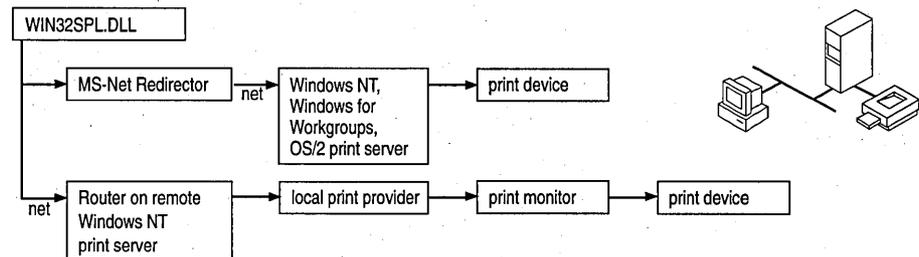 WIN32SPL.DLL
MS-Net Redirector
net
Windows NT,
Windows for
Workgroups,
OS/2 print server
print device
net
Router on remote
Windows NT
print server
local print provider
print monitor
print device